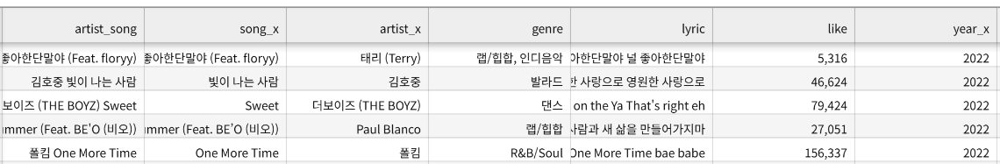 artist_song song_x artist_x genre lyric like year_x
좋아한단말야 (Feat. floryy) 좋아한단말야 (Feat. floryy) 태리 (Terry) 랩/힙합, 인디음악 아한단말야 널 좋아한단말야 5,316 2022
김호중 빛이 나는 사람 빛이 나는 사람 김호중 발라드 한 사랑으로 영원한 사랑으로 46,624 2022
보이즈 (THE BOYZ) Sweet Sweet 더보이즈 (THE BOYZ) 댄스 on the Ya That's right eh 79,424 2022
ummer (Feat. BE'O (비오)) ummer (Feat. BE’O (비오)) Paul Blanco 랩/힙합 사람과 새 삶을 만들어가지마 27,051 2022
폴킴 One More Time One More Time 폴킴 R&B/Soul One More Time bae babe 156,337 2022